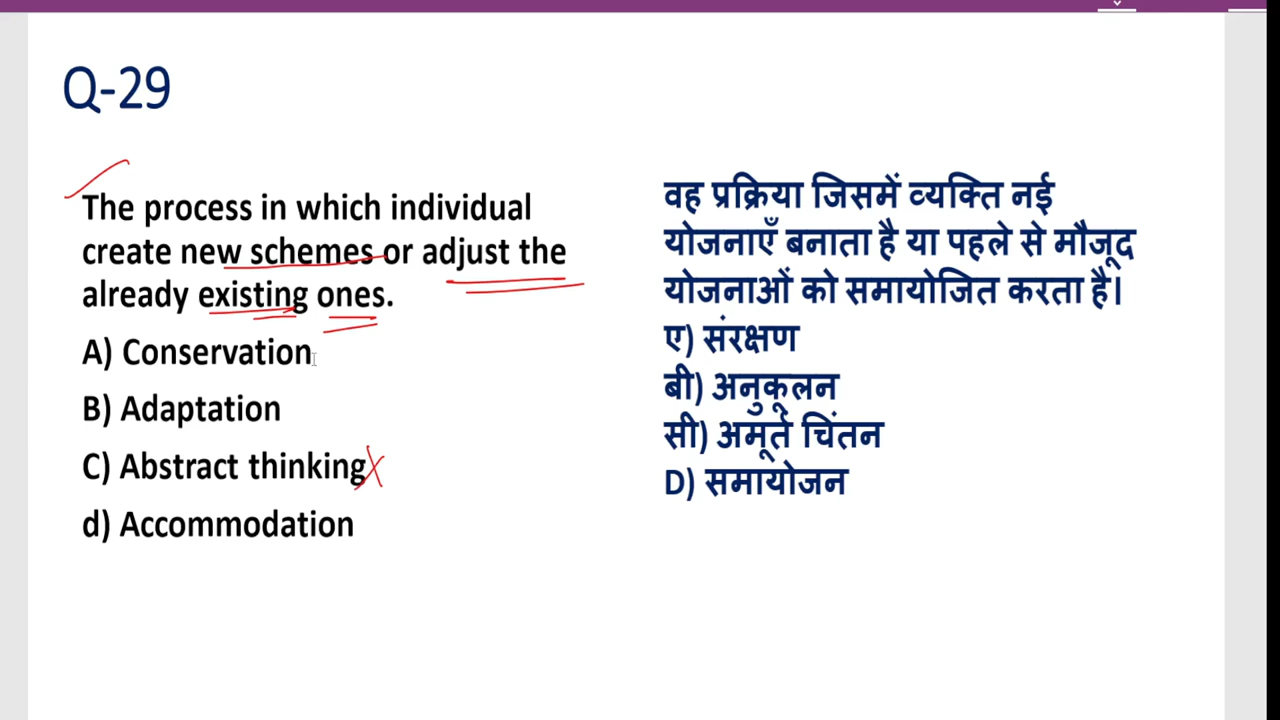 Q-29
The process in which individual
create new schemes or adjust the
already existing ones.
A) Conservation
B) Adaptation
C) Abstract thinking
d) Accommodation
वह प्रक्रिया जिसमें व्यक्ति नई
योजनाएँ बनाता है या पहले से मौजूद
योजनाओं को समायोजित करता है।
ए) संरक्षण
बी) अनुकूलन
सी) अमूर्त चिंतन
D) समायोजन